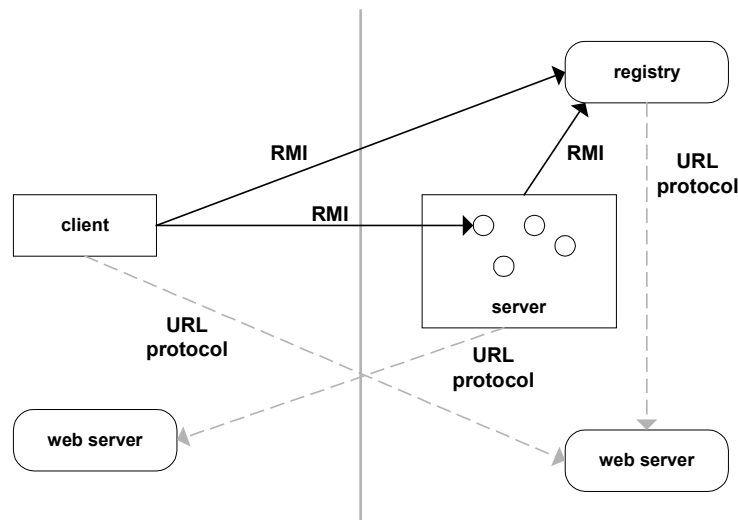 registry
RMI
RMI
URL
protocol
client
RMI
server
URL
protocol
URL
protocol
web server
web server